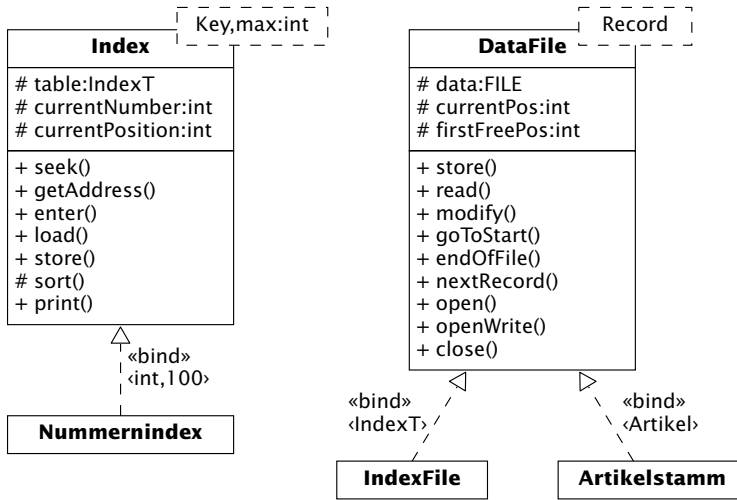 Key,max:int
Index
# table:IndexT
# currentNumber:int
# currentPosition:int
+ seek()
+ getAddress()
+ enter()
+ load()
+ store()
# sort()
+ print()
«bind»
‹int,100›
Nummernindex
Record
DataFile
# data:FILE
# currentPos:int
# firstFreePos:int
+ store()
+ read()
+ modify()
+ goToStart()
+ endOfFile()
+ nextRecord()
+ open()
+ openWrite()
+ close()
«bind»
‹IndexT›
«bind»
‹Artikel›
IndexFile
Artikelstamm